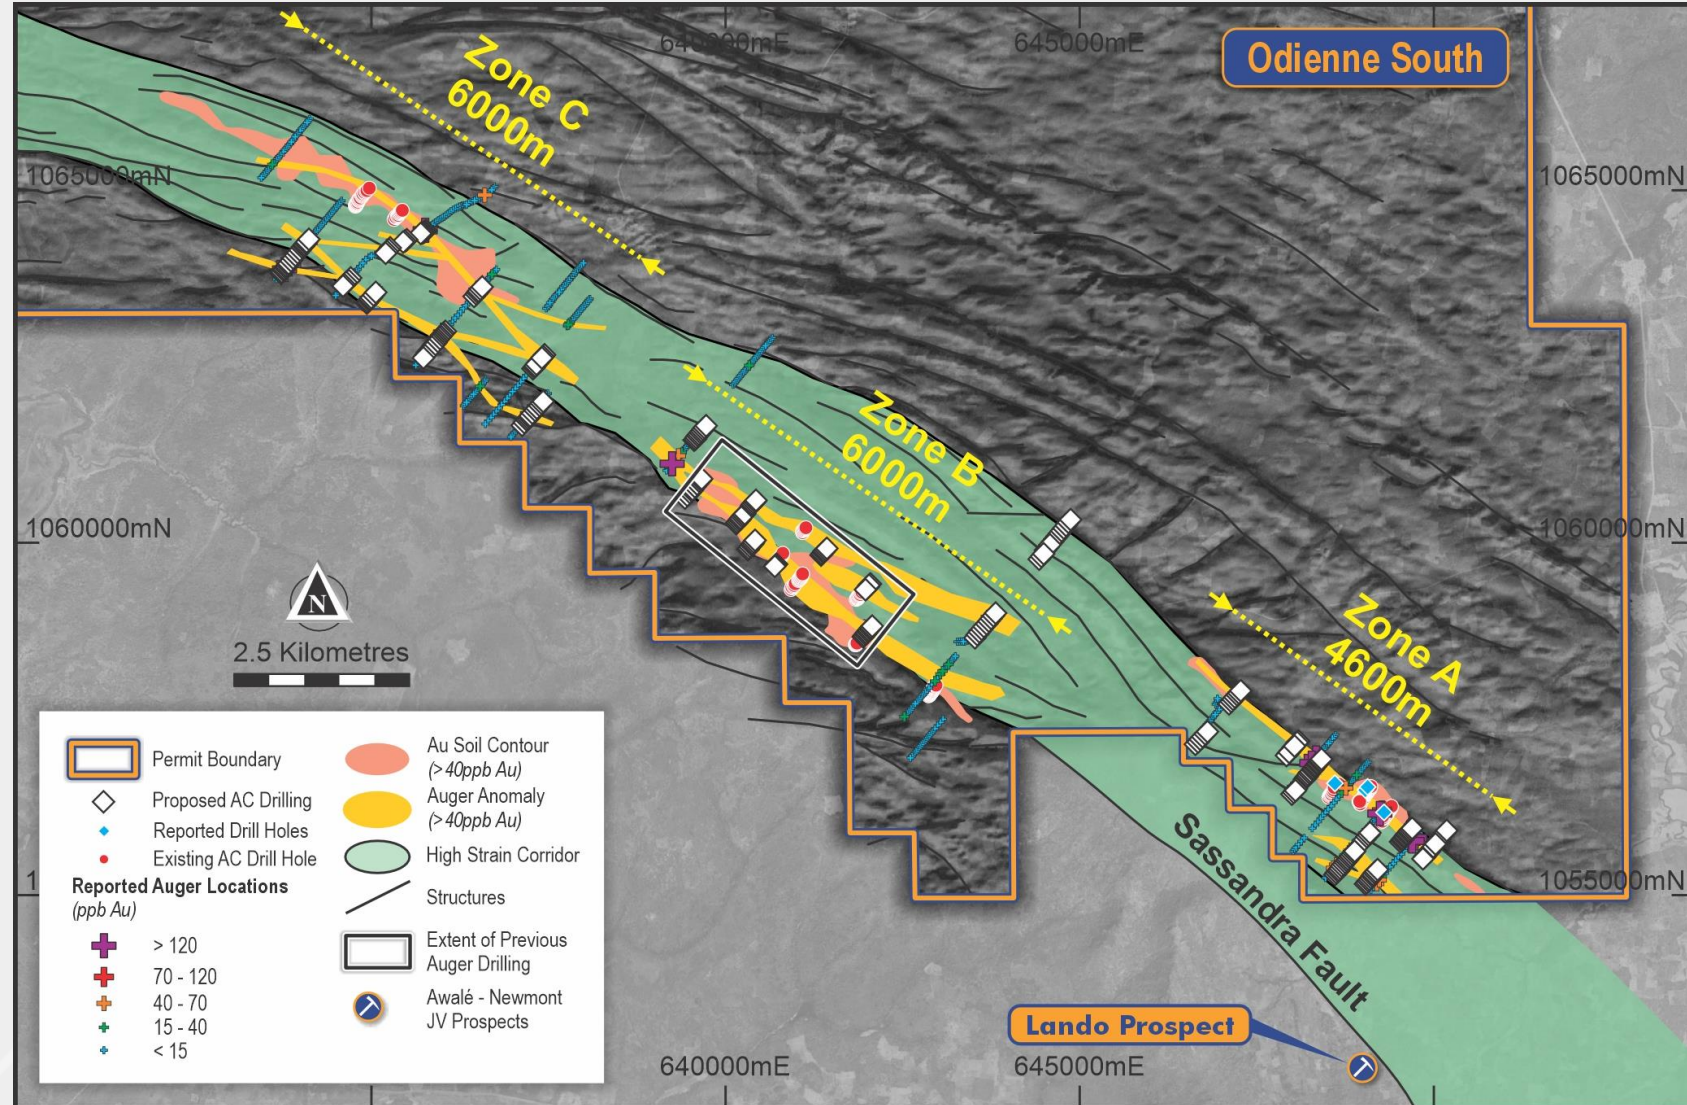 640000mE
645000mE
Odienne South
Zone C
6000m
1065000mN
1065000mN
Zone B
6000m
1060000mN
1060000mN
N
2.5 Kilometres
Zone A
4600m
Permit Boundary
Proposed AC Drilling
Reported Drill Holes
Existing AC Drill Hole
Reported Auger Locations
(ppb Au)
> 120
70 - 120
40 - 70
15 - 40
< 15
Au Soil Contour
(>40ppb Au)
Auger Anomaly
(>40ppb Au)
High Strain Corridor
Structures
Extent of Previous
Auger Drilling
Awalé - Newmont
JV Prospects
1055000mN
Sassandra Fault
Lando Prospect
640000mE
645000mE